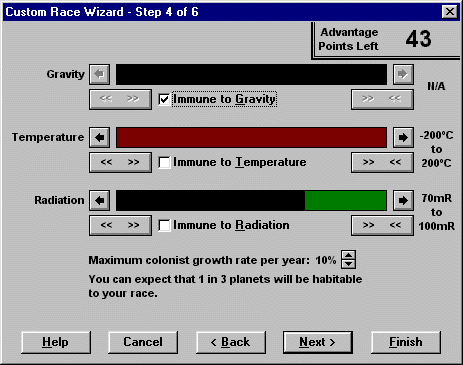 Custom Race Wizard - Step 4 of 6
Advantage
Points Left
43
Gravity
N/A
<< >>
Immune to Gravity
>> <<
Temperature
-200°C
to
200°C
<< >>
Immune to Temperature
>> <<
Radiation
70mR
to
100mR
<< >>
Immune to Radiation
>> <<
Maximum colonist growth rate per year: 10%
You can expect that 1 in 3 planets will be habitable
to your race.
Help
Cancel
< Back
Next >
Finish